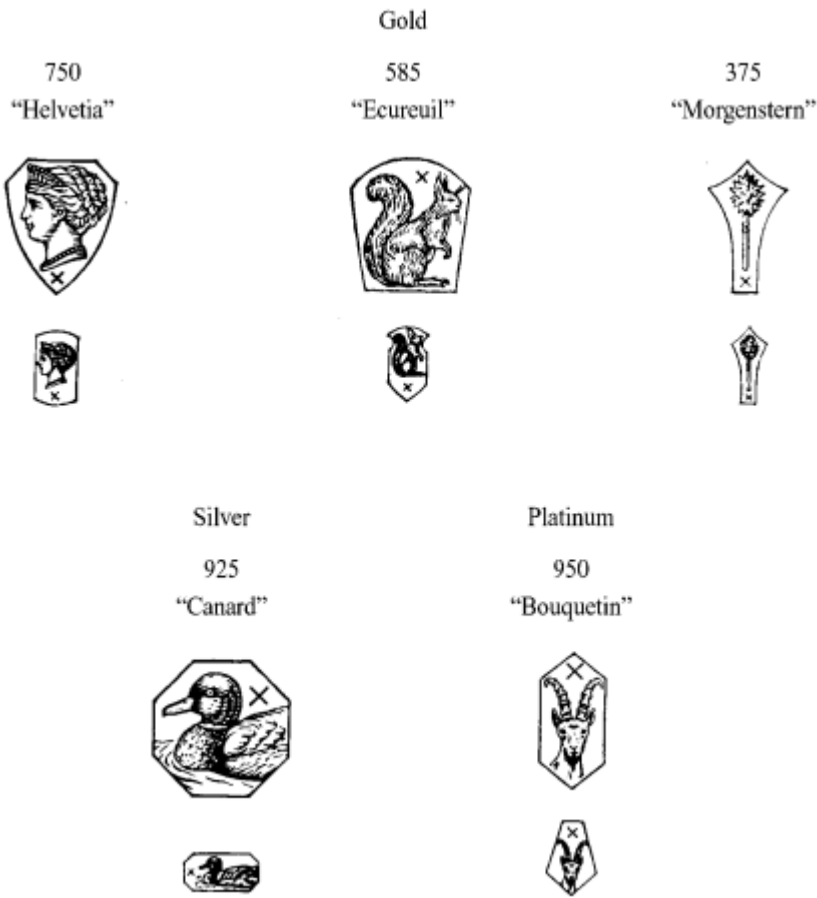 Gold
750 585 375
“Helvetia” “Ecureuil” “Morgenstern”
Silver Platinum
925 950
“Canard” “Bouquetin”